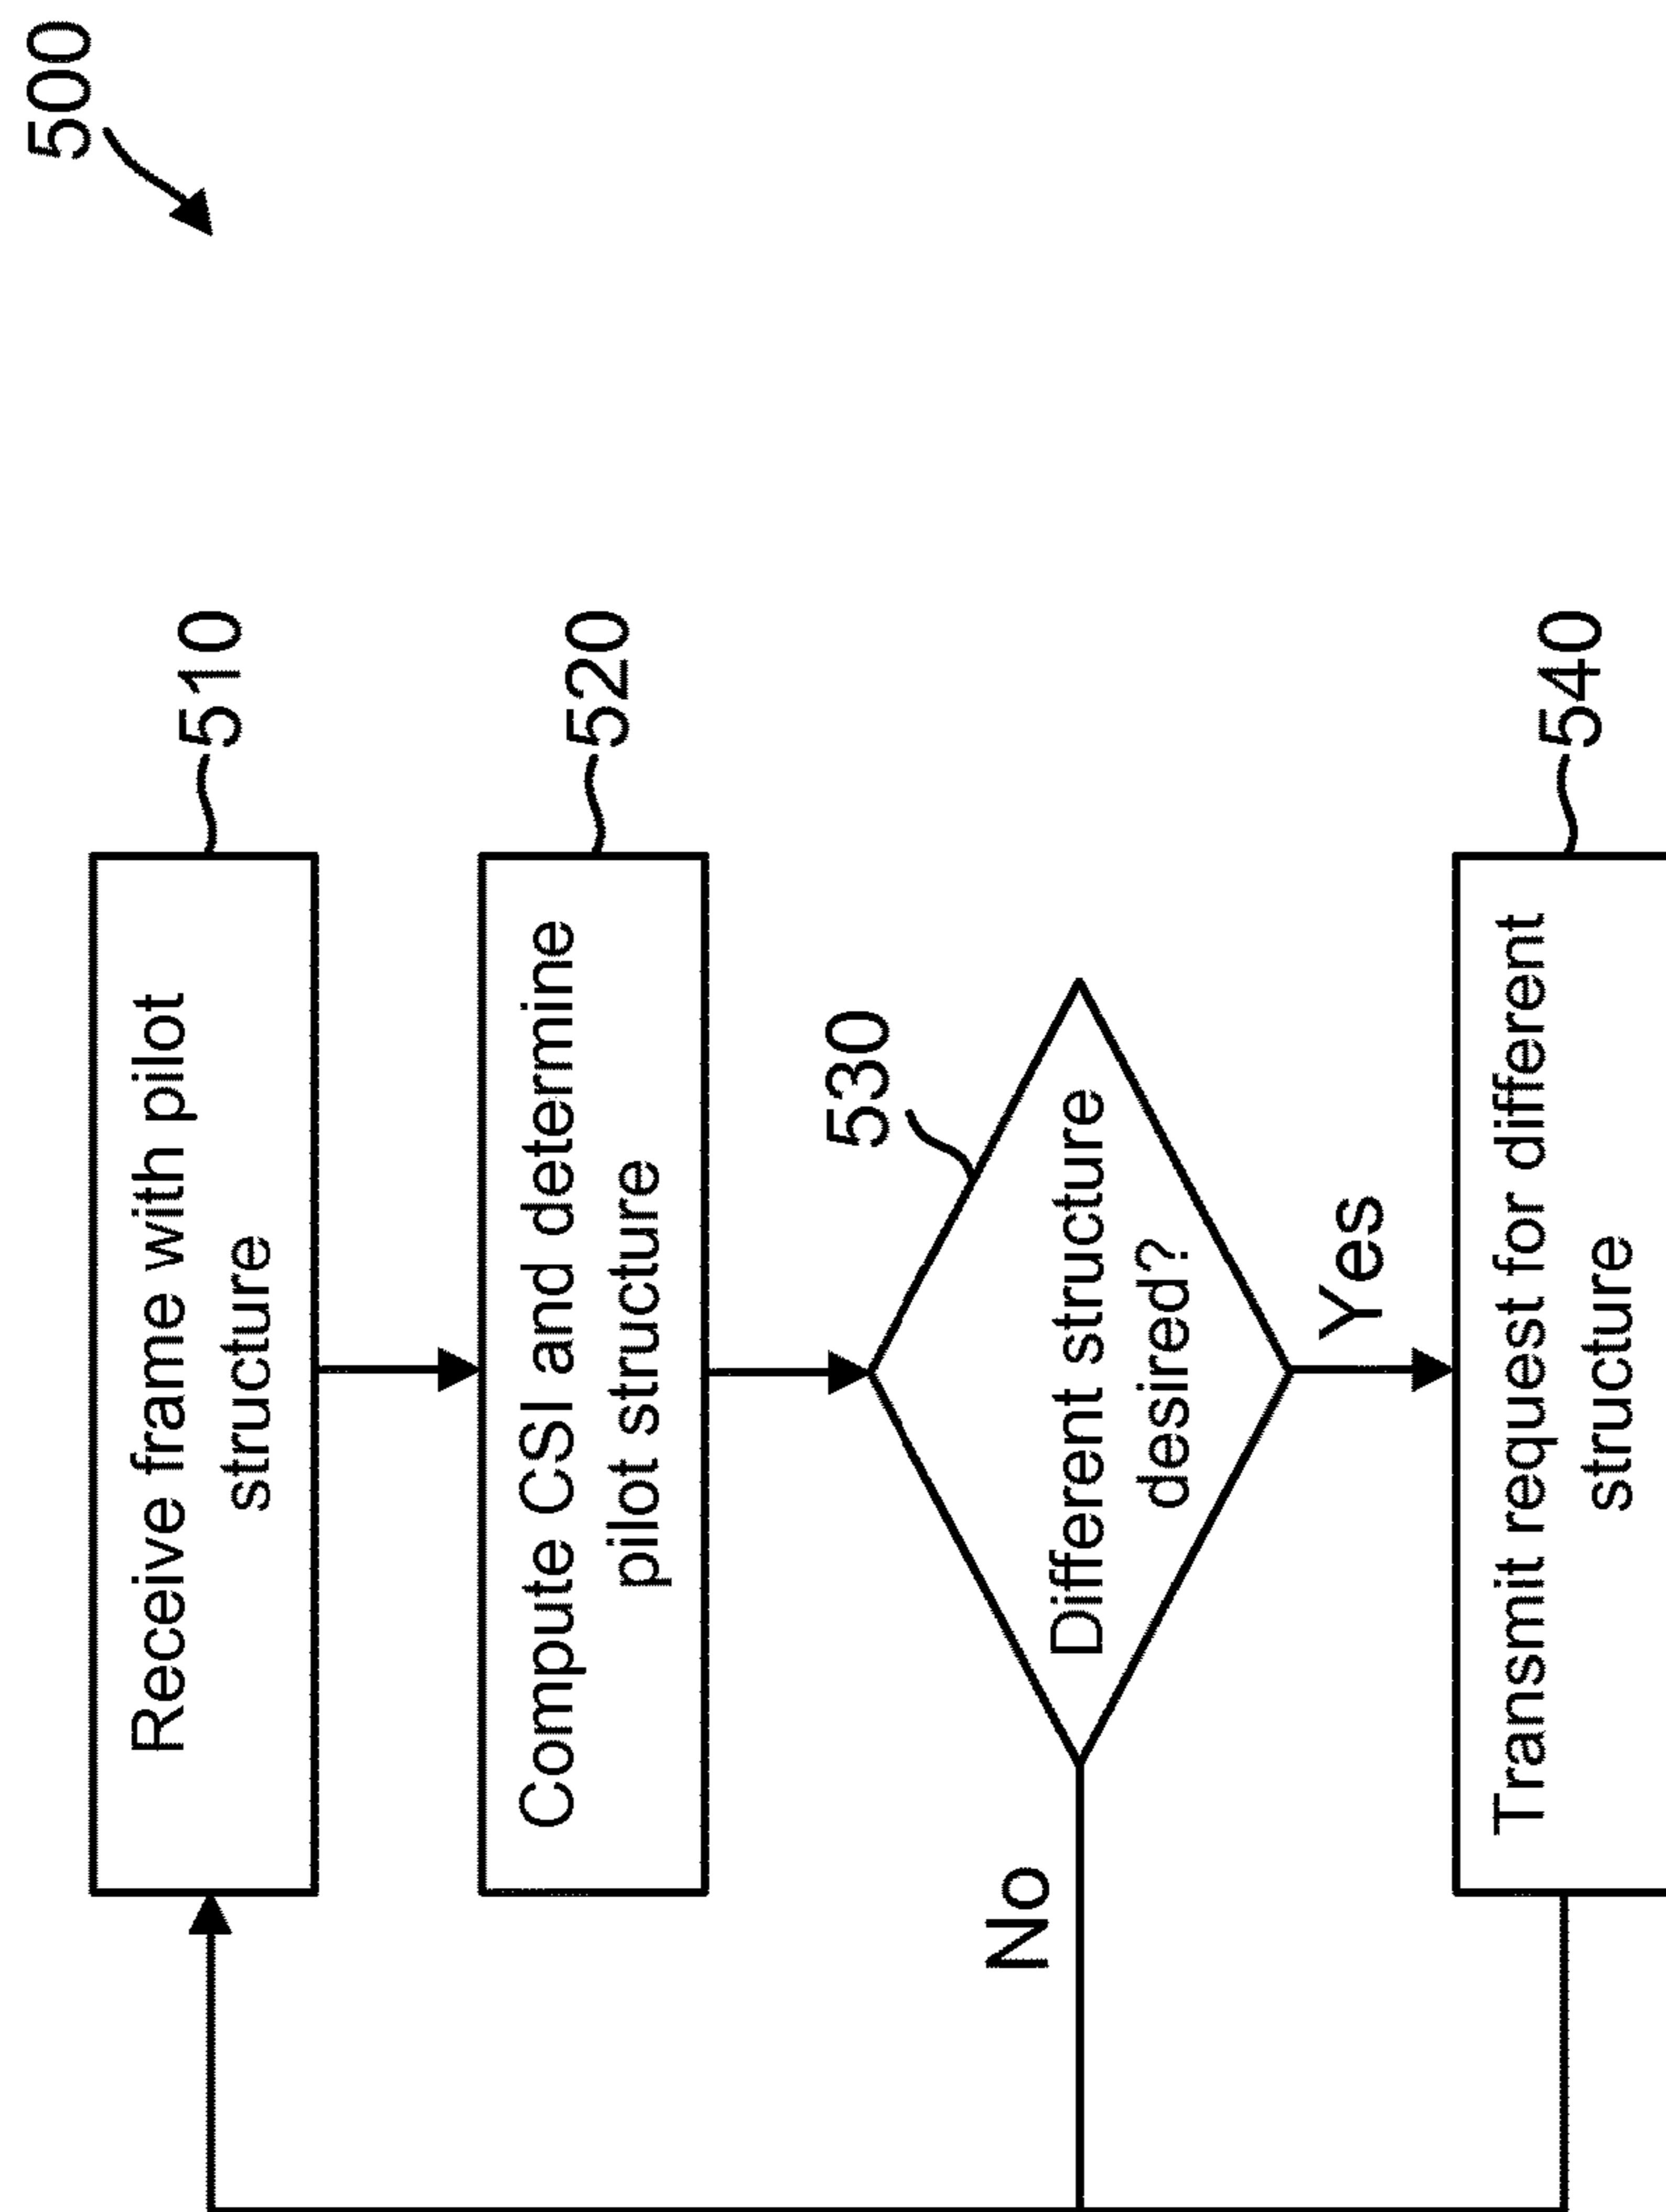 500
Receive frame with pilot
structure
510
Compute CSI and determine
pilot structure
520
530
Different structure
desired?
No
Yes
Transmit request for different
structure
540